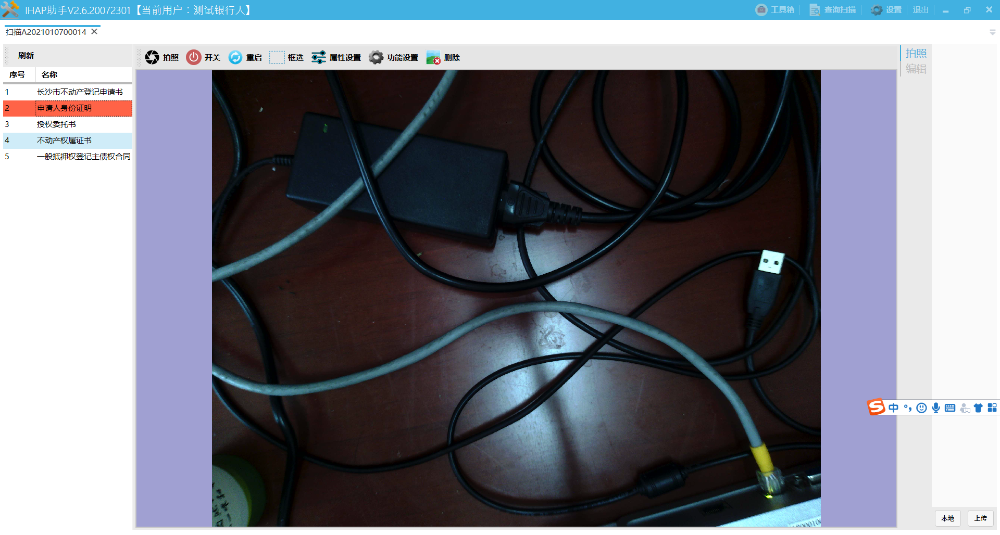 IHAP助手V2.6.20072301【当前用户：测试银行人】
工具箱 查询扫描 设置 退出
扫描A2021010700014
刷新
序号 名称
1 长沙市不动产登记申请书
2 申请人身份证明
3 授权委托书
4 不动产权属证书
5 一般抵押权登记主债权合同
拍照 开关 重启 框选 属性设置 功能设置 删除
拍照
编辑
中
本地 上传